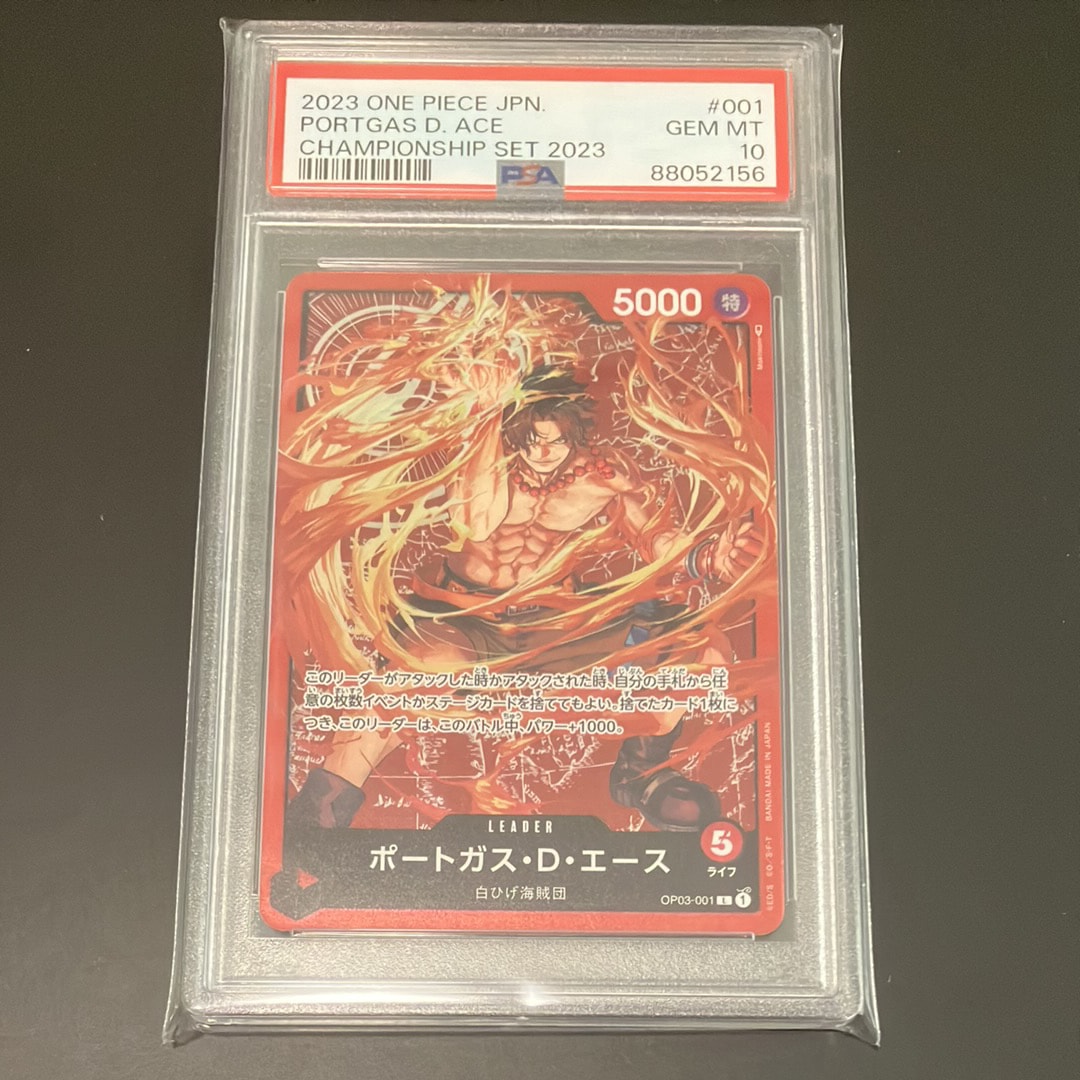 2023 ONE PIECE JPN. #001
PORTGAS D. ACE GEM MT
CHAMPIONSHIP SET 2023 10
PSA 88052156
5000 特
Makitoshi
このリーダーがアタックした時かアタックされた時、自分の手札から任
意の枚数イベントかステージカードを捨ててもよい。捨てたカード1枚に
つき、このリーダーは、このバトル中、パワー+1000。
LEADER
ポートガス・D・エース
白ひげ海賊団
5
ライフ
OP03-001 L 1
©E.O./S. ©O./S・F・T BANDAI MADE IN JAPAN